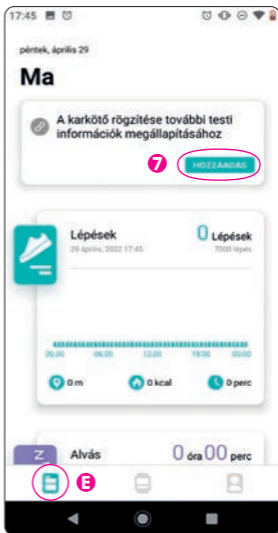 17:45
péntek, április 29
Ma
A karkötő rögzítése további testi
információk megállapításához
7 HOZZÁADÁS
Lépések
0 Lépések
29 április, 2022 17:45
7000 lépés
00:00 06:00 12:00 18:00 00:00
0 m 0 kcal 0 perc
Z Alvás 0 óra 00 perc
E